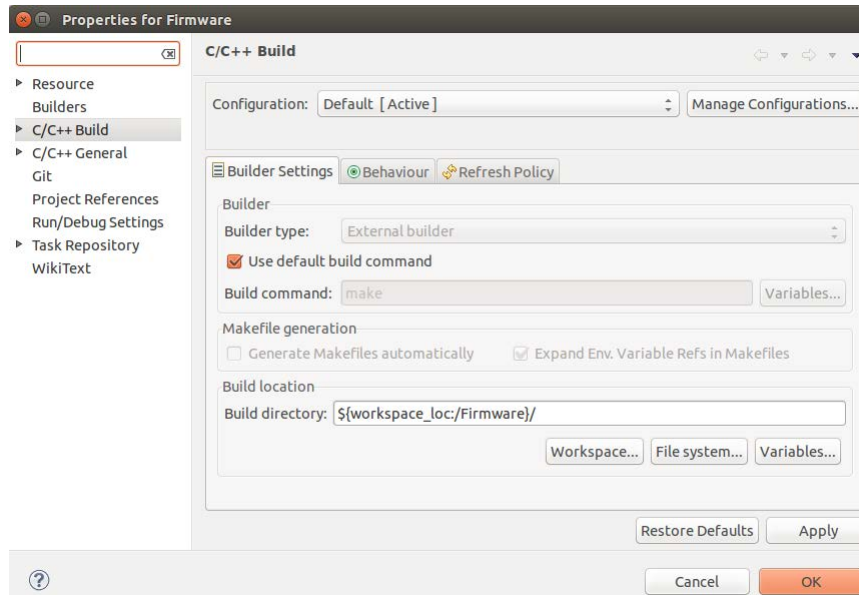 Properties for Firmware
C/C++ Build
Resource
Builders
C/C++ Build
C/C++ General
Git
Project References
Run/Debug Settings
Task Repository
WikiText
Configuration: Default [Active] Manage Configurations...
Builder Settings Behaviour Refresh Policy
Builder
Builder type: External builder
Use default build command
Build command: make Variables...
Makefile generation
Generate Makefiles automatically Expand Env. Variable Refs in Makefiles
Build location
Build directory: ${workspace_loc:/Firmware}/
Workspace... File system... Variables...
Restore Defaults Apply
? Cancel OK